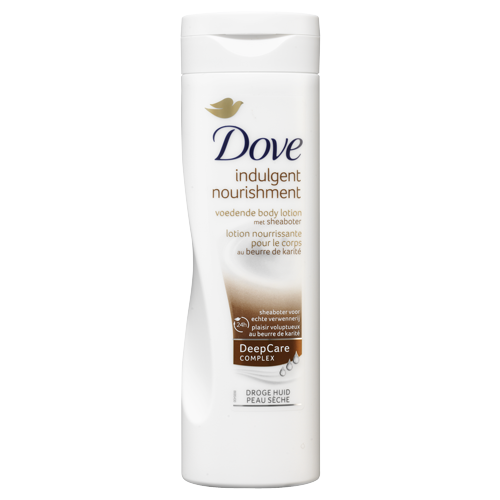 Dove
indulgent
nourishment
voedende body lotion
met sheaboter
lotion nourrissante
pour le corps
au beurre de karité
sheaboter voor
echte verwennerij
24h
plaisir voluptueux
au beurre de karité
DeepCare
COMPLEX
DROGE HUID
PEAU SÈCHE